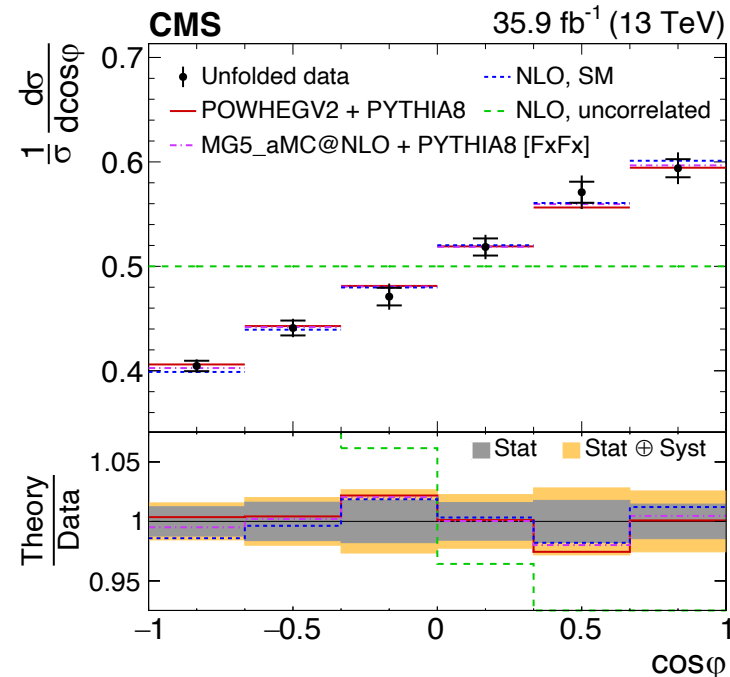 CMS 35.9 fb⁻¹ (13 TeV)
1/σ dσ/dcosφ
0.7
0.6
0.5
0.4
Unfolded data
NLO, SM
POWHEGV2 + PYTHIA8
NLO, uncorrelated
MG5_aMC@NLO + PYTHIA8 [FxFx]
Theory/Data
1.05
1
0.95
Stat
Stat ⊕ Syst
−1 −0.5 0 0.5 1
cosφ